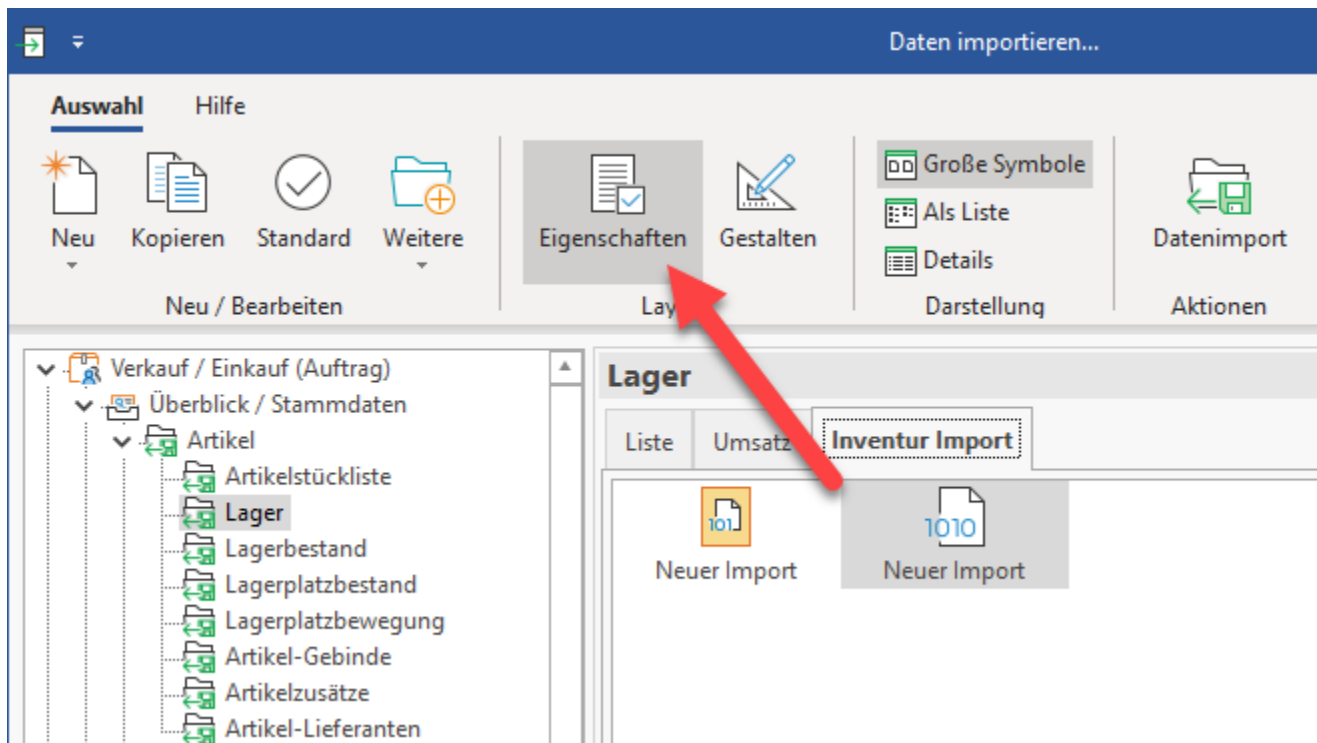 Daten importieren...
Auswahl Hilfe
Neu Kopieren Standard Weitere Eigenschaften Gestalten Große Symbole Als Liste Details Datenimport
Neu / Bearbeiten Lay Darstellung Aktionen
Verkauf / Einkauf (Auftrag)
Überblick / Stammdaten
Artikel
Artikelstückliste
Lager
Lagerbestand
Lagerplatzbestand
Lagerplatzbewegung
Artikel-Gebinde
Artikelzusätze
Artikel-Lieferanten
Lager
Liste Umsatz Inventur Import
101 1010
Neuer Import Neuer Import